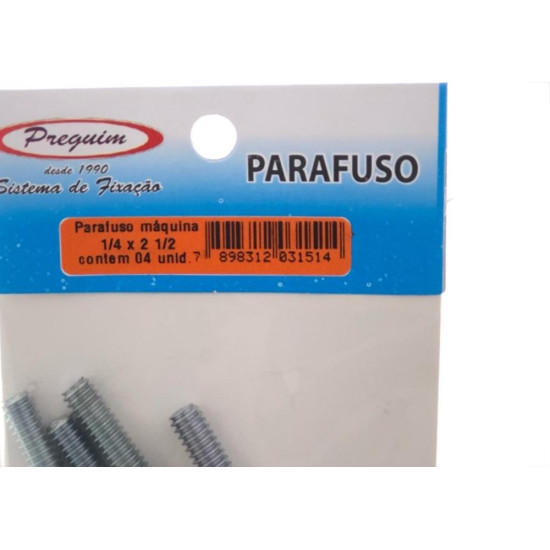 Preguim
desde 1990
Sistema de Fixação
PARAFUSO
Parafuso máquina
1/4 x 2 1/2
contem 04 unid.
7 898312 031514